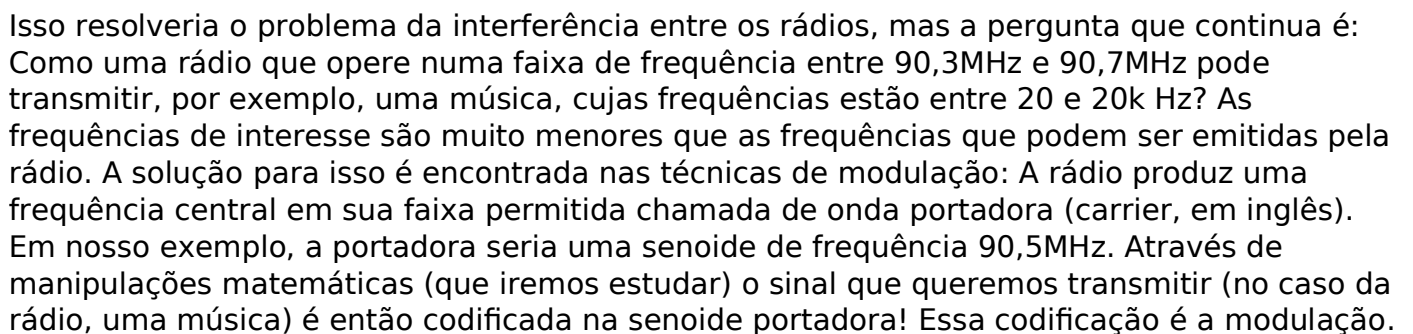 Isso resolveria o problema da interferência entre os rádios, mas a pergunta que continua é:
Como uma rádio que opere numa faixa de frequência entre 90,3MHz e 90,7MHz pode
transmitir, por exemplo, uma música, cujas frequências estão entre 20 e 20k Hz? As
frequências de interesse são muito menores que as frequências que podem ser emitidas pela
rádio. A solução para isso é encontrada nas técnicas de modulação: A rádio produz uma
frequência central em sua faixa permitida chamada de onda portadora (carrier, em inglês).
Em nosso exemplo, a portadora seria uma senoide de frequência 90,5MHz. Através de
manipulações matemáticas (que iremos estudar) o sinal que queremos transmitir (no caso da
rádio, uma música) é então codificada na senoide portadora! Essa codificação é a modulação.